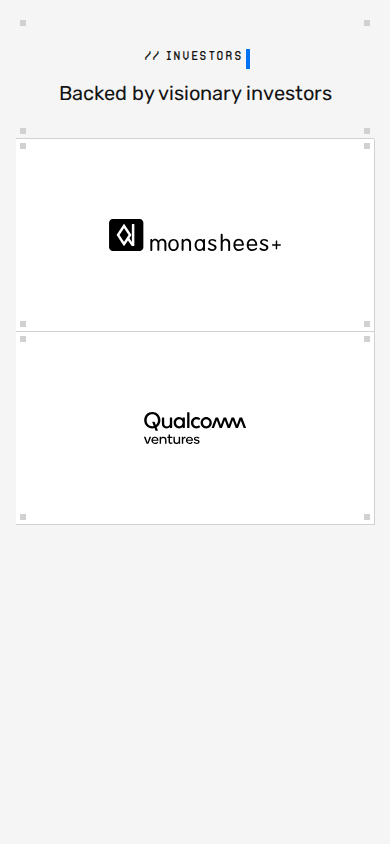 // INVESTORS
Backed by visionary investors
monashees+
Qualcomm
ventures